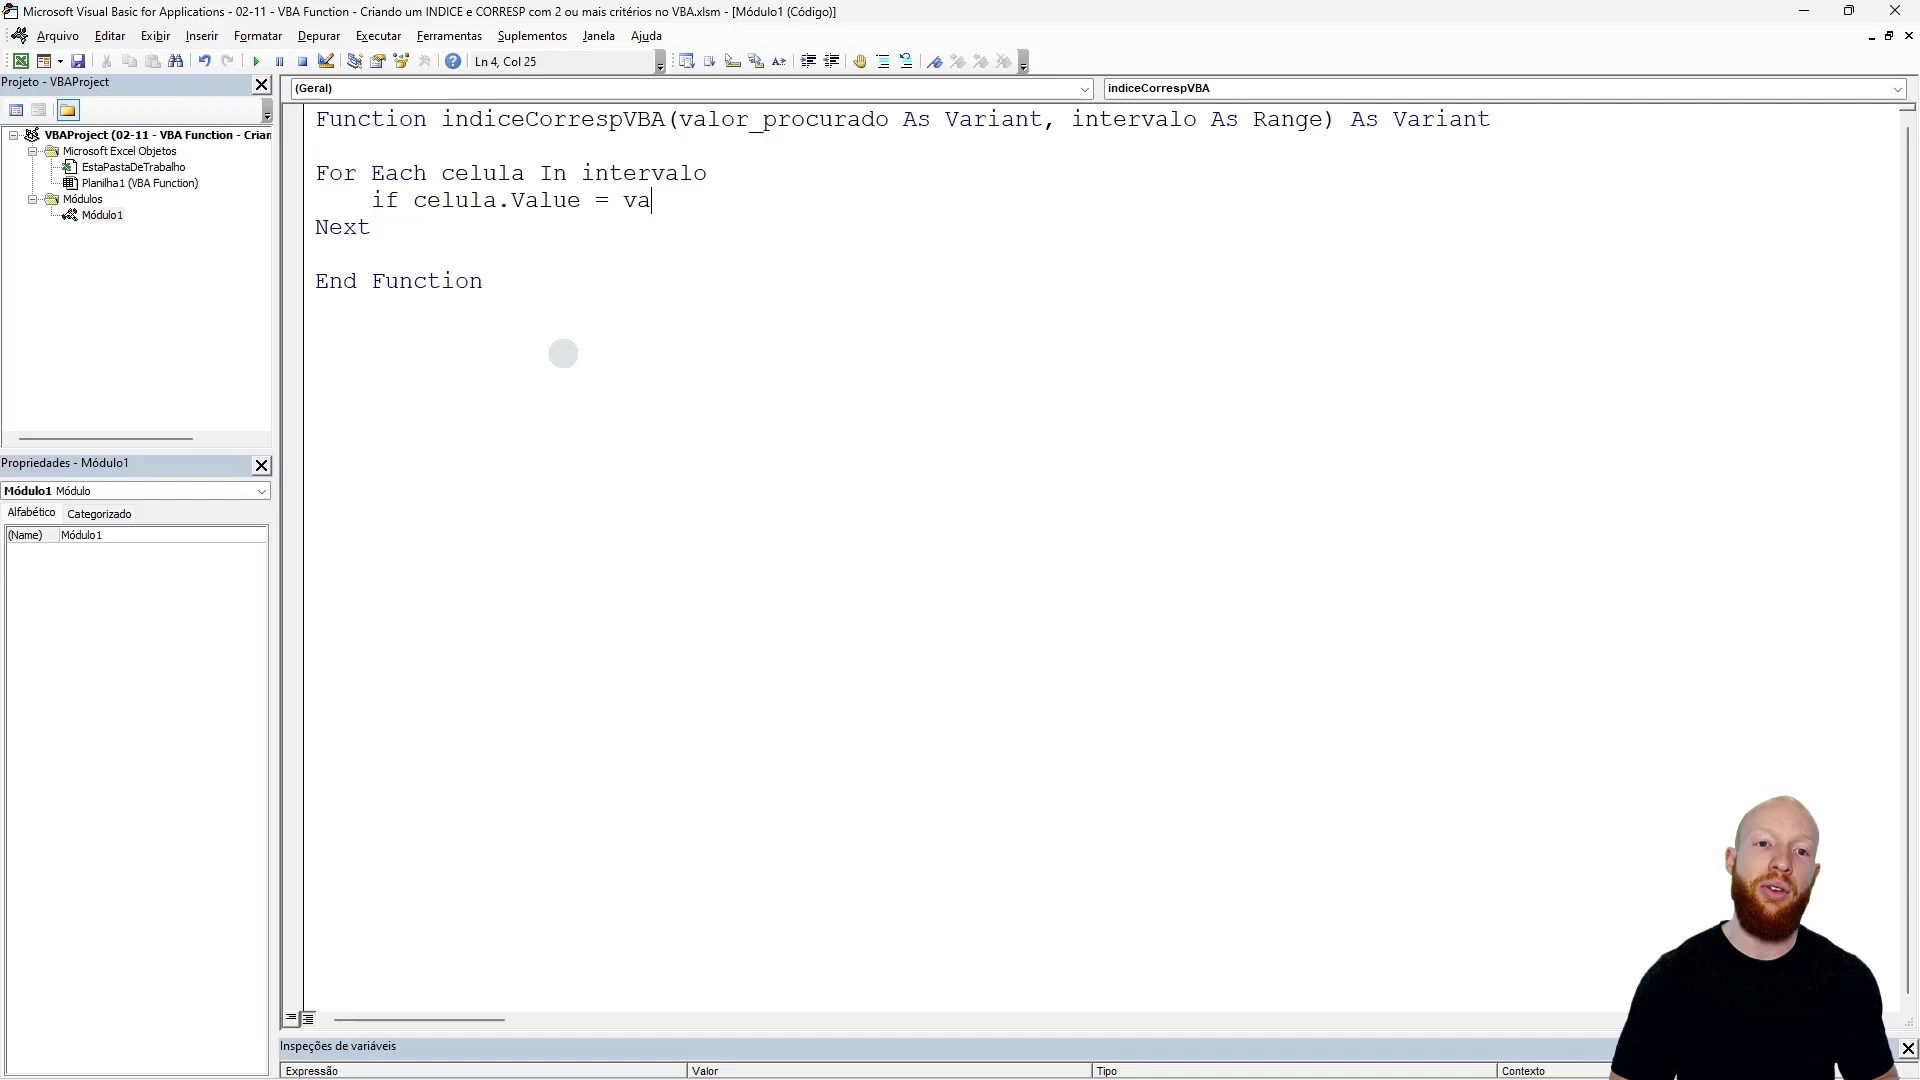 Microsoft Visual Basic for Applications - 02-11 - VBA Function - Criando um INDICE e CORRESP com 2 ou mais critérios no VBA.xlsm - [Módulo1 (Código)]
Arquivo Editar Exibir Inserir Formatar Depurar Executar Ferramentas Suplementos Janela Ajuda
Ln 4, Col 25
Projeto - VBAProject
(Geral)
indiceCorrespVBA
VBAProject (02-11 - VBA Function - Crian
Microsoft Excel Objetos
EstaPastaDeTrabalho
Planilha1 (VBA Function)
Módulos
Módulo1
Function indiceCorrespVBA(valor_procurado As Variant, intervalo As Range) As Variant
For Each celula In intervalo
if celula.Value = va
Next
End Function
Propriedades - Módulo1
Módulo1 Módulo
Alfabético Categorizado
(Name) Módulo1
Inspeções de variáveis
Expressão Valor Tipo Contexto